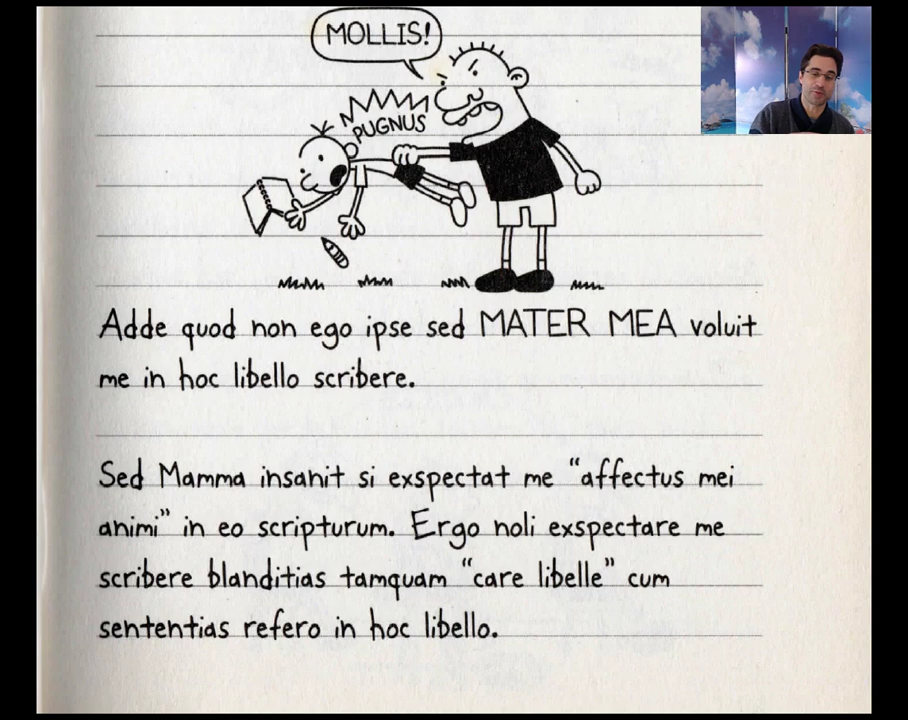 MOLLIS!
PUGNUS
Adde quod non ego ipse sed MATER MEA voluit
me in hoc libello scribere.
Sed Mamma insanit si exspectat me “affectus mei
animi” in eo scripturum. Ergo noli exspectare me
scribere blanditias tamquam “care libelle” cum
sententias refero in hoc libello.